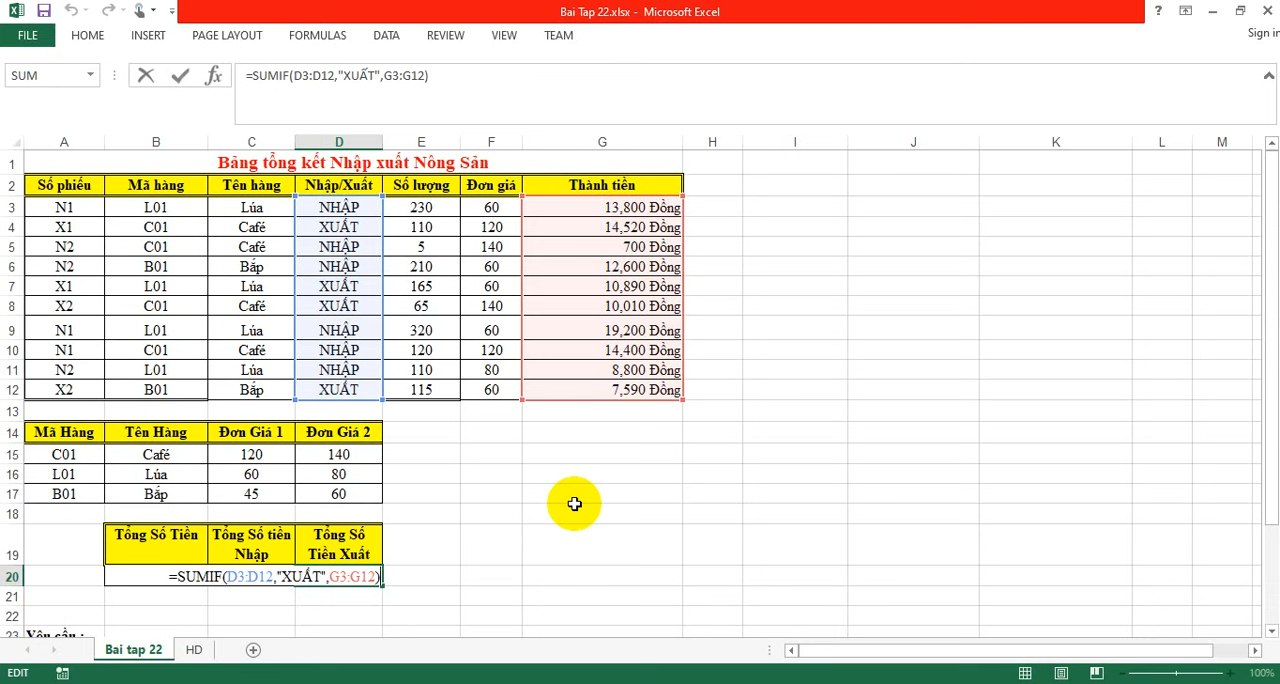 Bai Tap 22.xlsx - Microsoft Excel
?
FILE HOME INSERT PAGE LAYOUT FORMULAS DATA REVIEW VIEW TEAM
SUM fx =SUMIF(D3:D12,"XUẤT",G3:G12)
A B C D E F G H I J K L M
1 Bảng tổng kết Nhập xuất Nông Sản
2 Số phiếu Mã hàng Tên hàng Nhập/Xuất Số lượng Đơn giá Thành tiền
3 N1 L01 Lúa NHẬP 230 60 13,800 Đồng
4 X1 C01 Café XUẤT 110 120 14,520 Đồng
5 N2 C01 Café NHẬP 5 140 700 Đồng
6 N2 B01 Bắp NHẬP 210 60 12,600 Đồng
7 X1 L01 Lúa XUẤT 165 60 10,890 Đồng
8 X2 C01 Café XUẤT 65 140 10,010 Đồng
9 N1 L01 Lúa NHẬP 320 60 19,200 Đồng
10 N1 C01 Café NHẬP 120 120 14,400 Đồng
11 N2 L01 Lúa NHẬP 110 80 8,800 Đồng
12 X2 B01 Bắp XUẤT 115 60 7,590 Đồng
13
14 Mã Hàng Tên Hàng Đơn Giá 1 Đơn Giá 2
15 C01 Café 120 140
16 L01 Lúa 60 80
17 B01 Bắp 45 60
18
Tổng Số Tiền Tổng Số tiền Tổng Số
19 Nhập Tiền Xuất
20 =SUMIF(D3:D12,"XUẤT",G3:G12)
21
22
23 Yêu cầu :
Bai tap 22 HD
EDIT 100%